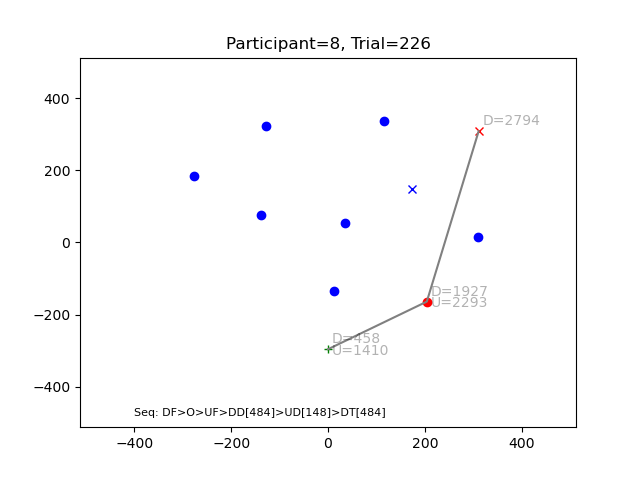 Participant=8, Trial=226
400
200
0
−200
−400
D=2794
D=1927
U=2293
D=458
U=1410
Seq: DF>O>UF>DD[484]>UD[148]>DT[484]
−400
−200
0
200
400